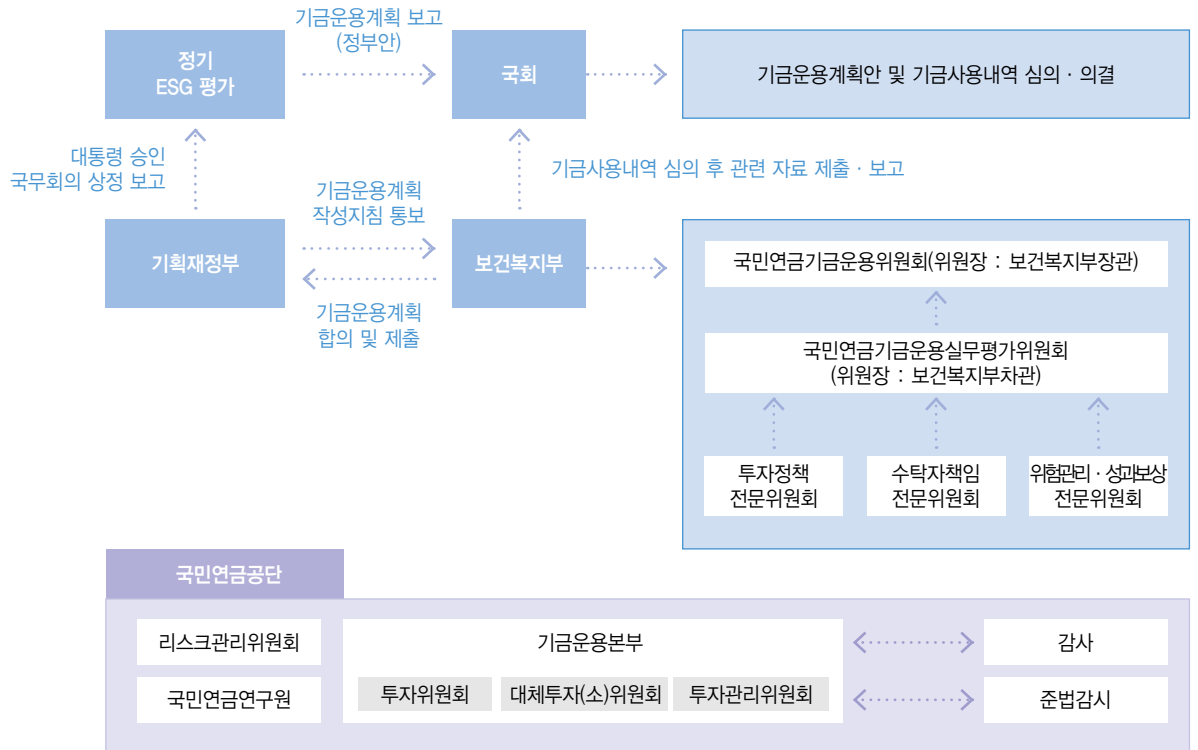 기금운용계획 보고
(정부안)
정기
ESG 평가
국회
기금운용계획안 및 기금사용내역 심의 · 의결
대통령 승인
국무회의 상정 보고
기금사용내역 심의 후 관련 자료 제출 · 보고
기금운용계획
작성지침 통보
기획재정부
보건복지부
기금운용계획
합의 및 제출
국민연금기금운용위원회(위원장 : 보건복지부장관)
국민연금기금운용실무평가위원회
(위원장 : 보건복지부차관)
투자정책
전문위원회
수탁자책임
전문위원회
위험관리 · 성과보상
전문위원회
국민연금공단
리스크관리위원회
국민연금연구원
기금운용본부
투자위원회
대체투자(소)위원회
투자관리위원회
감사
준법감시